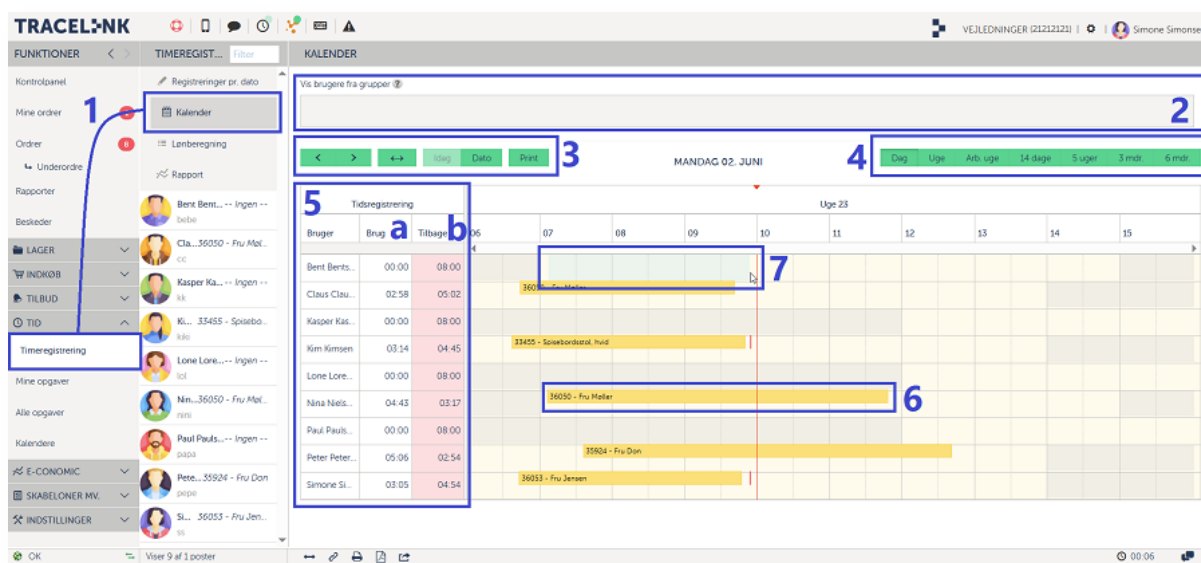 TRACELINK
VEJLEDNINGER (21212121)
Simone Simonse
FUNKTIONER
TIMEREGIST...
Filter
KALENDER
Kontrolpanel
Mine ordrer
Ordrer
0
Underordre
Rapporter
Beskeder
LAGER
INDKØB
TILBUD
TID
Timeregistrering
Mine opgaver
Alle opgaver
Kalendere
E-CONOMIC
SKABELONER MV.
INDSTILLINGER
OK
1
Registreringer pr. dato
Kalender
Lønberegning
Rapport
Bent Bent... -- Ingen --
bebe
Cla...36050 - Fru Møl...
cc
Kasper Ka... -- Ingen --
kk
Ki... 33455 - Spisebo...
kiki
Lone Lore... -- Ingen --
lol
Nin...36050 - Fru Møl...
nini
Paul Pauls... -- Ingen --
papa
Pete... 35924 - Fru Don
pepe
Si... 36053 - Fru Jen...
ss
Viser 9 af 1 poster
Vis brugere fra grupper ?
2
Idag
Dato
Print
3
MANDAG 02. JUNI
4
Dag
Uge
Arb. uge
14 dage
5 uger
3 mdr.
6 mdr.
5
Tidsregistrering
Uge 23
Bruger
Brug
a
Tilbage
b
06
07
08
09
10
11
12
13
14
15
Bent Bents... 00:00 08:00
7
Claus Clau... 02:58 05:02
Kasper Kas... 00:00 08:00
Kim Kimsen 03:14 04:45
33455 - Spisebordsstol, hvid
Lone Lore... 00:00 08:00
Nina Niels... 04:43 03:17
36050 - Fru Møller
6
Paul Pauls... 00:00 08:00
Peter Peter... 05:06 02:54
35924 - Fru Don
Simone Si... 03:05 04:54
36053 - Fru Jensen
00:06